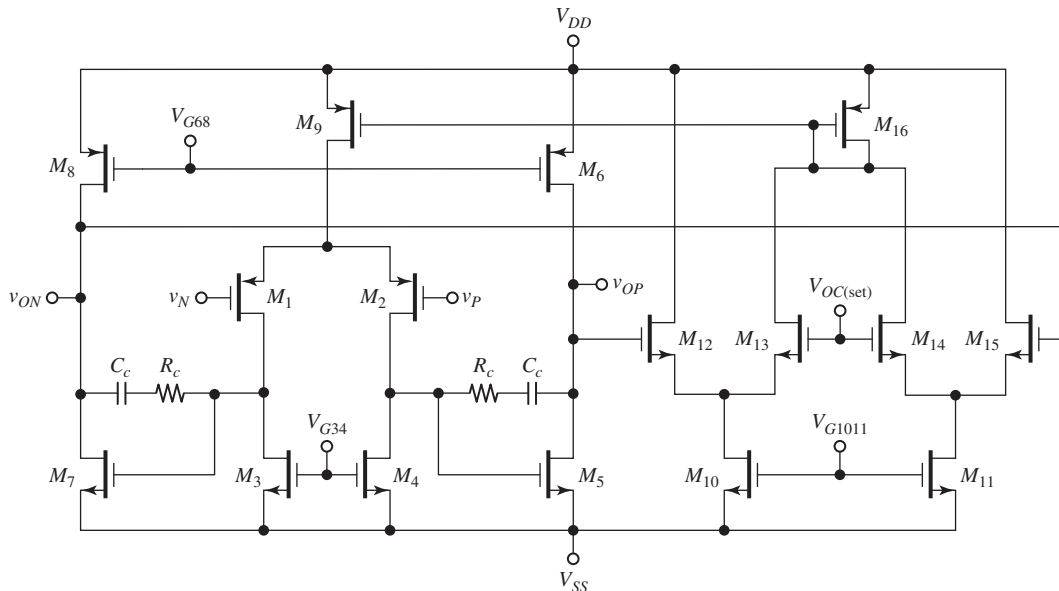 V_DD
V_G68
M_9
M_16
M_8
M_6
v_ON
v_N
M_1
M_2
v_P
v_OP
V_OC(set)
M_12
M_13
M_14
M_15
C_c
R_c
R_c
C_c
V_G34
V_G1011
M_7
M_3
M_4
M_5
M_10
M_11
V_SS